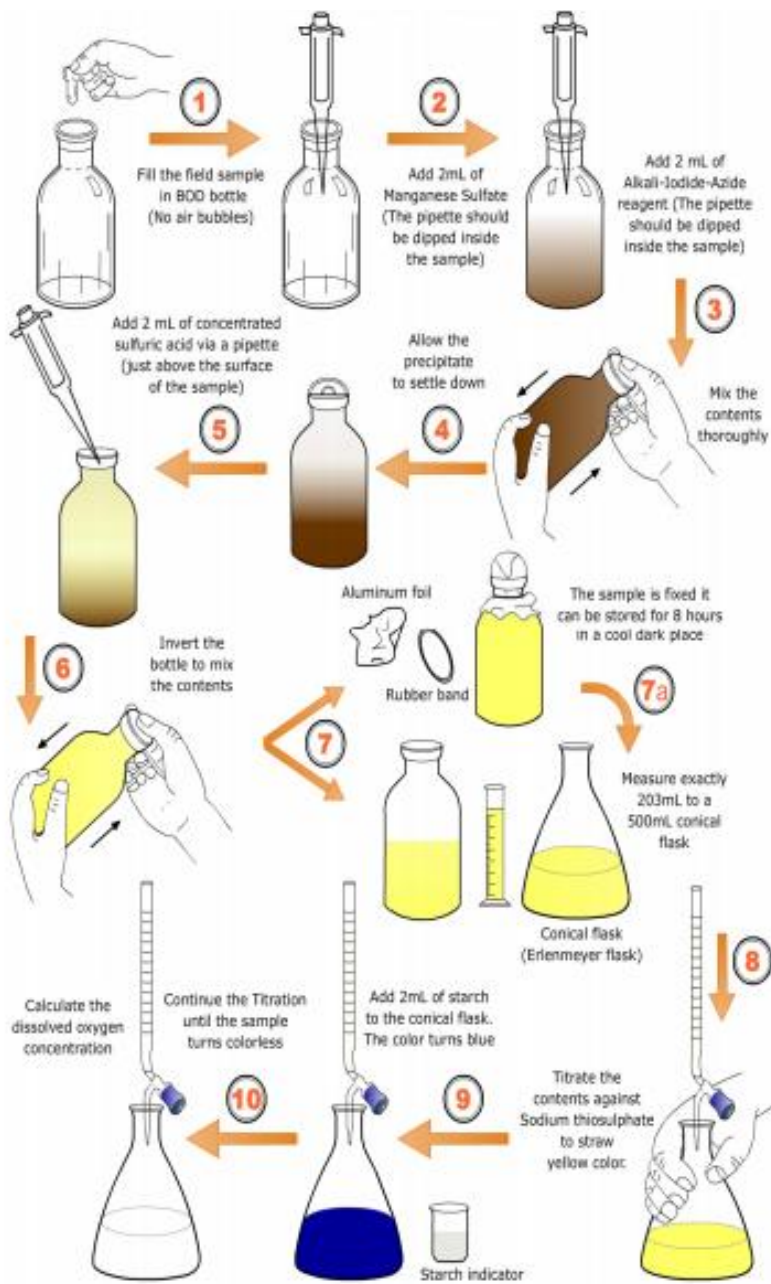 1
Fill the field sample
in BOD bottle
(No air bubbles)
2
Add 2mL of
Manganese Sulfate
(The pipette should
be dipped inside
the sample)
Add 2 mL of
Alkali-Iodide-Azide
reagent (The pipette
should be dipped
inside the sample)
3
Mix the
contents
thoroughly
Allow the
precipitate
to settle down
4
Add 2 mL of concentrated
sulfuric acid via a pipette
(just above the surface
of the sample)
5
6
Invert the
bottle to mix
the contents
7
Aluminum foil
Rubber band
The sample is fixed it
can be stored for 8 hours
in a cool dark place
7a
Measure exactly
203mL to a
500mL conical
flask
Conical flask
(Erlenmeyer flask)
8
Titrate the
contents against
Sodium thiosulphate
to straw
yellow color.
9
Add 2mL of starch
to the conical flask.
The color turns blue
Starch indicator
10
Continue the Titration
until the sample
turns colorless
Calculate the
dissolved oxygen
concentration